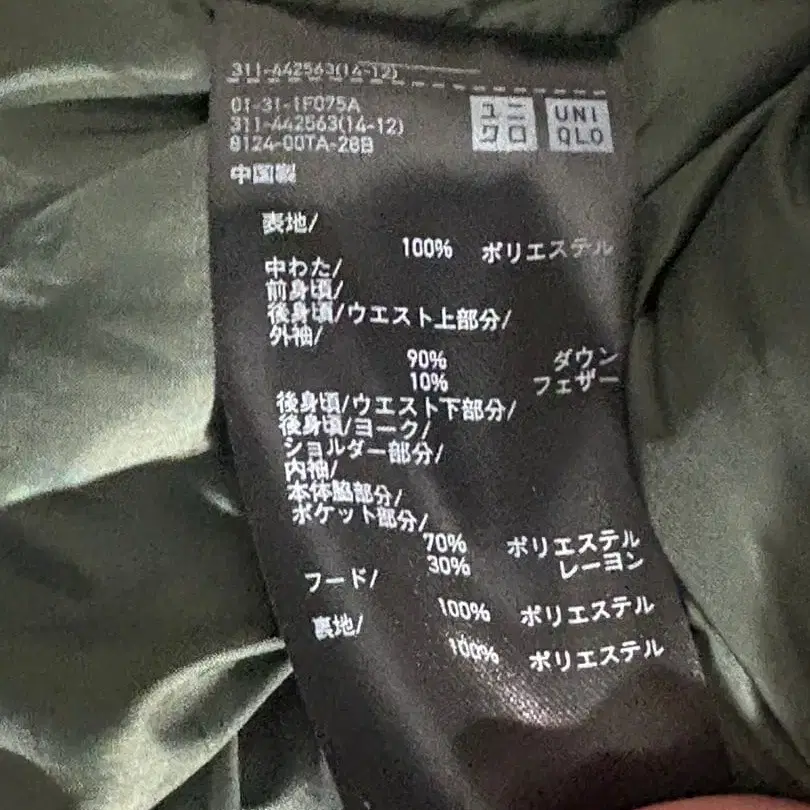 311-442563(14-12)
01-31-1F075A
311-442563(14-12)
8124-00TA-28B
ユニ
クロ
UNI
QLO
中国製
表地/
100% ポリエステル
中わた/
前身頃/
後身頃/ウエスト上部分/
外袖/
90% ダウン
10% フェザー
後身頃/ウエスト下部分/
後身頃/ヨーク/
ショルダー部分/
内袖/
本体脇部分/
ポケット部分/
70% ポリエステル
30% レーヨン
フード/
100% ポリエステル
裏地/
100% ポリエステル